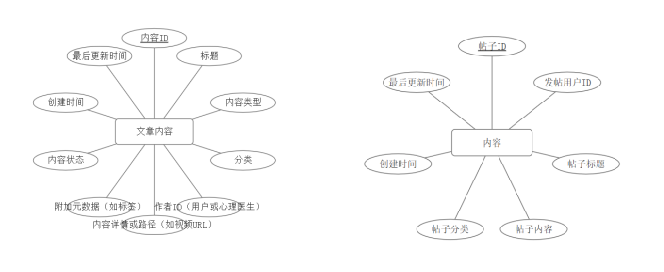 内容ID
最后更新时间
标题
创建时间
内容类型
文章内容
内容状态
分类
附加元数据（如标签）
作者ID（用户或心理医生）
内容详情或路径（如视频URL）
帖子ID
最后更新时间
发帖用户ID
内容
创建时间
帖子标题
帖子分类
帖子内容